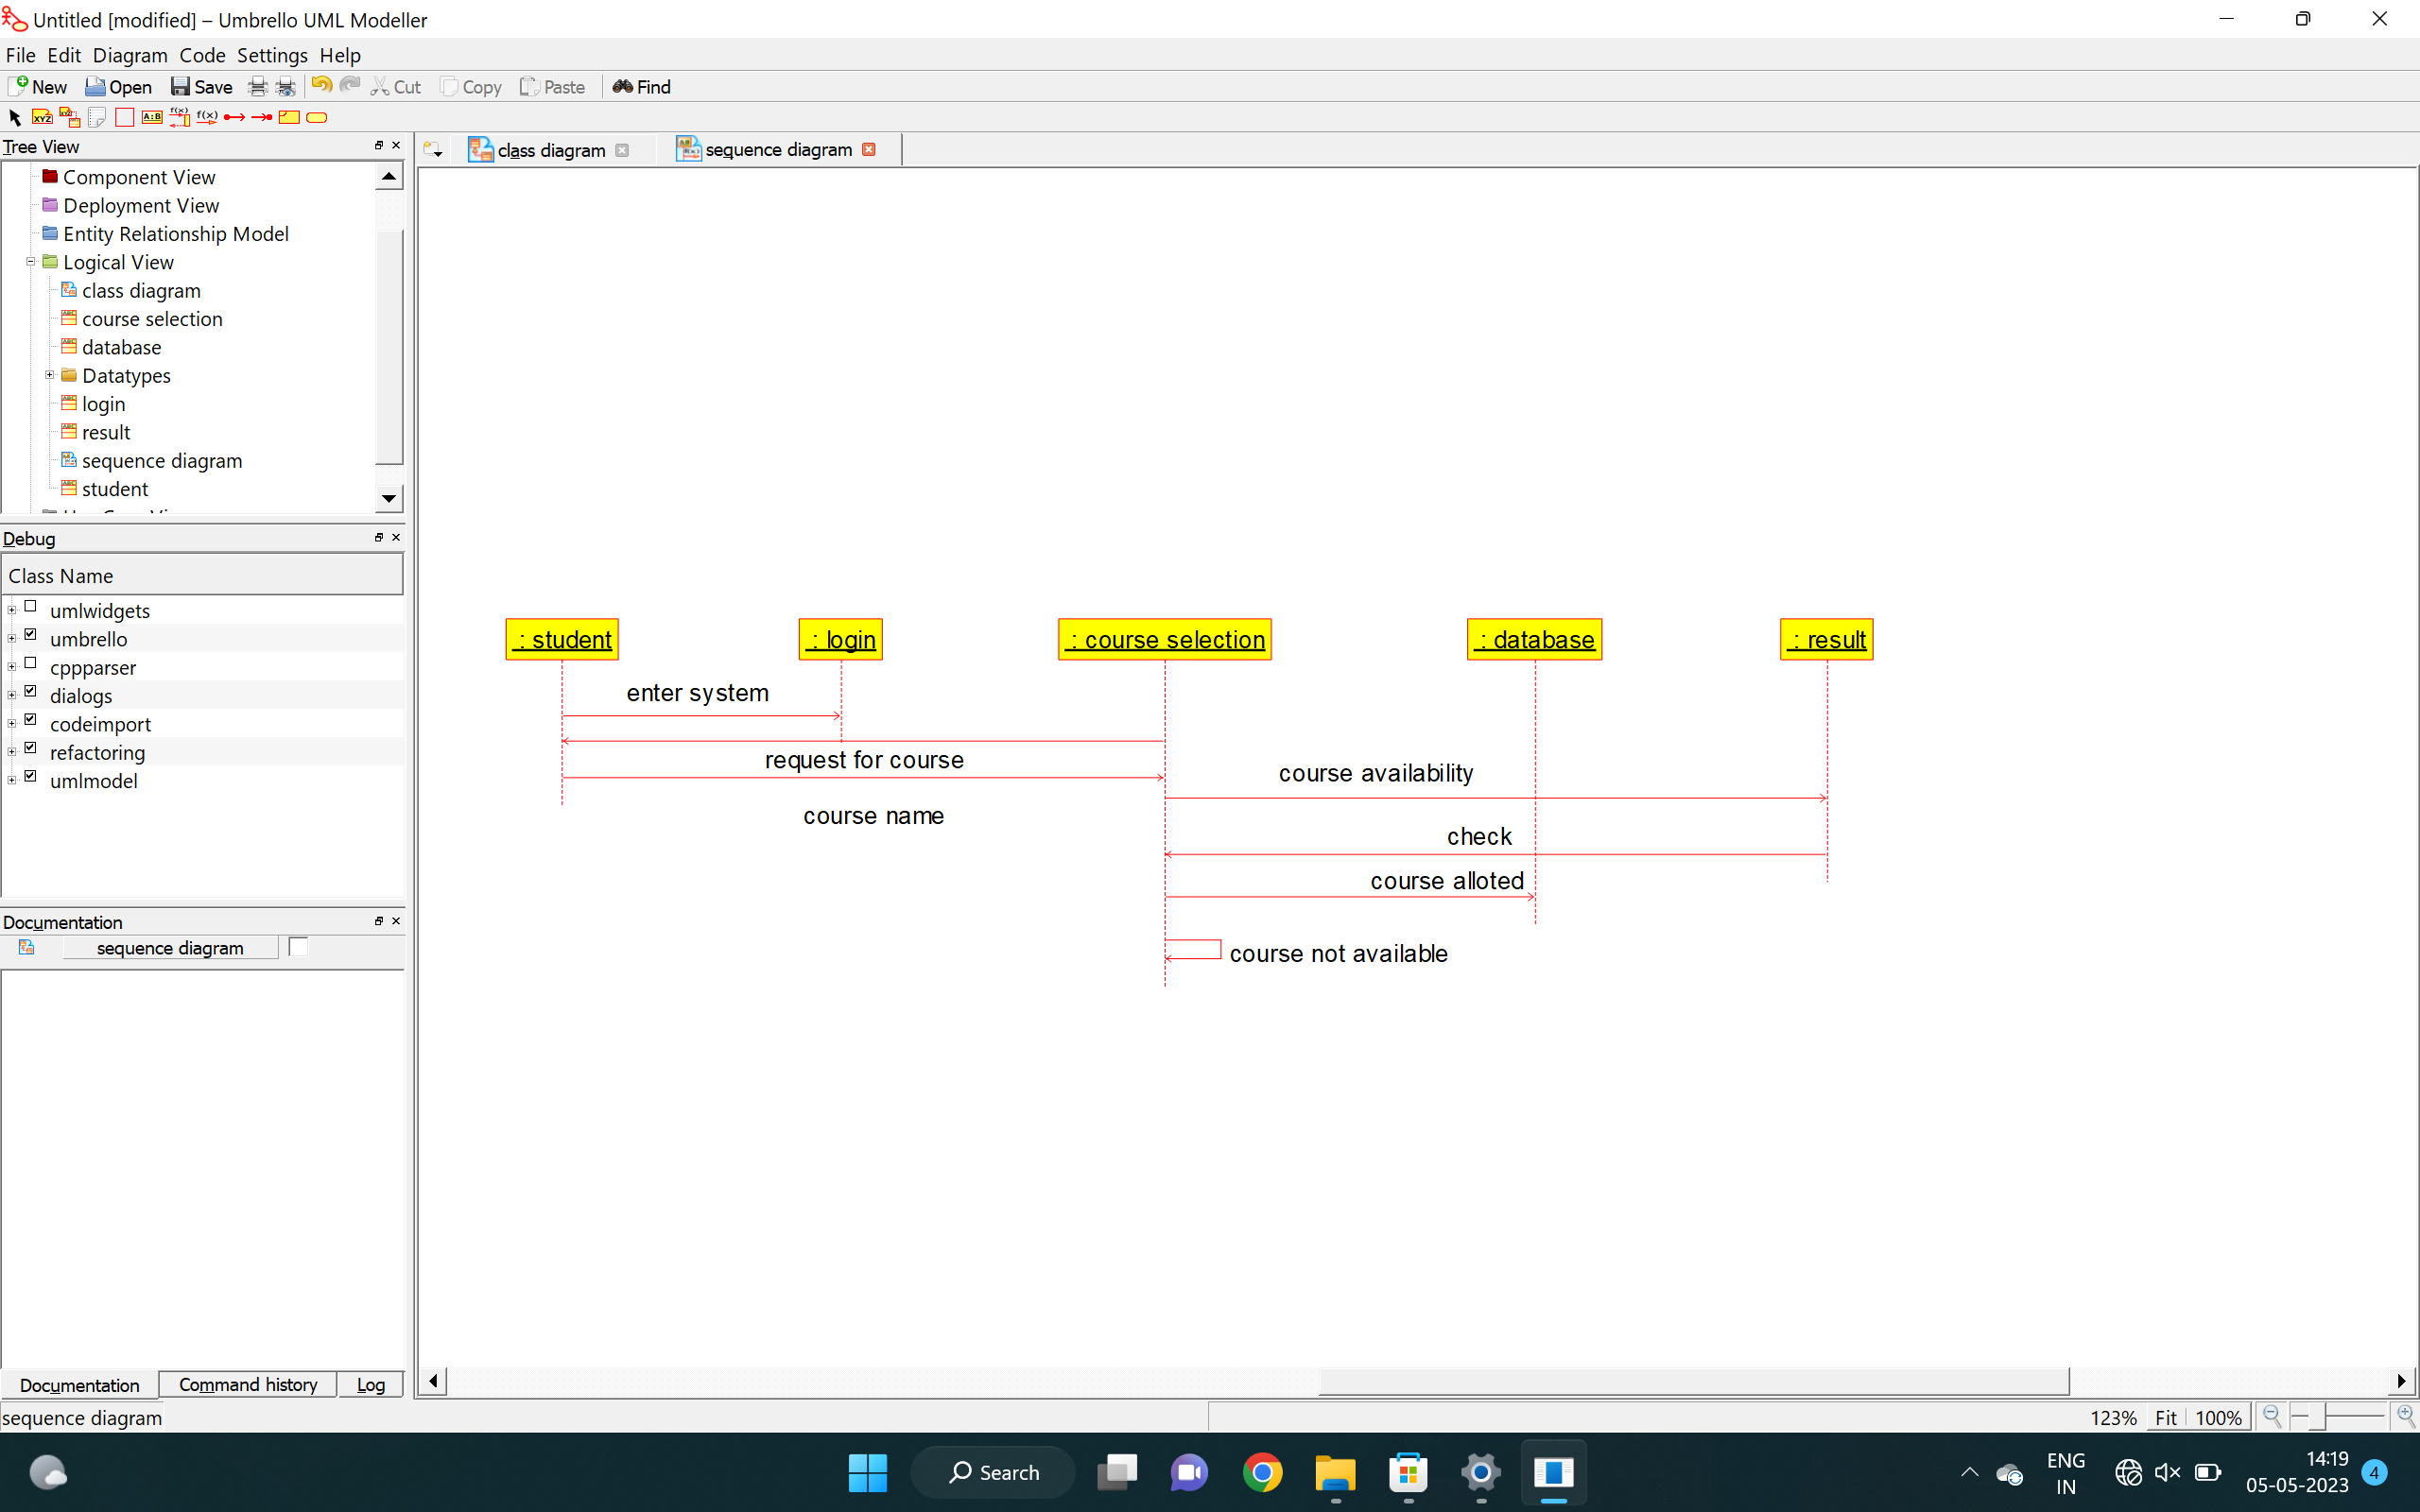 Untitled [modified] – Umbrello UML Modeller
File Edit Diagram Code Settings Help
New Open Save Cut Copy Paste Find
XYZ XYZ A:B f(x) f(x)
Tree View
class diagram sequence diagram
Component View
Deployment View
Entity Relationship Model
Logical View
class diagram
course selection
database
Datatypes
login
result
sequence diagram
student
Debug
Class Name
umlwidgets
umbrello
cppparser
dialogs
codeimport
refactoring
umlmodel
: student : login : course selection : database : result
enter system
request for course
course availability
course name
check
course alloted
course not available
Documentation
sequence diagram
Documentation Command history Log
sequence diagram
123% Fit 100%
Search
ENG
IN
14:19
05-05-2023
4